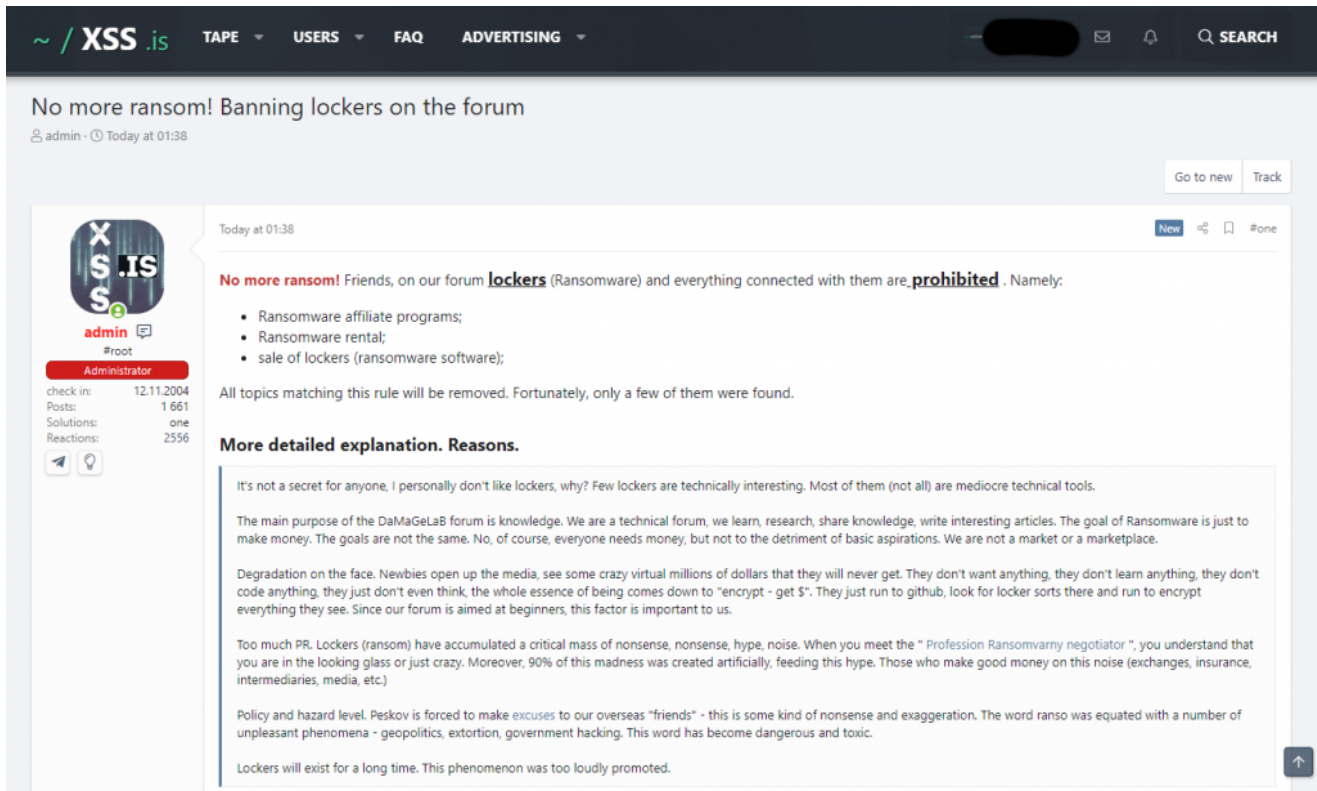 ~ / XSS .is TAPE USERS FAQ ADVERTISING SEARCH
No more ransom! Banning lockers on the forum
admin · Today at 01:38
Go to new Track
XSS .IS
admin
#root
Administrator
check in: 12.11.2004
Posts: 1 661
Solutions: one
Reactions: 2556
Today at 01:38 New #one
No more ransom! Friends, on our forum lockers (Ransomware) and everything connected with them are prohibited . Namely:
• Ransomware affiliate programs;
• Ransomware rental;
• sale of lockers (ransomware software);
All topics matching this rule will be removed. Fortunately, only a few of them were found.
More detailed explanation. Reasons.
It's not a secret for anyone, I personally don't like lockers, why? Few lockers are technically interesting. Most of them (not all) are mediocre technical tools.
The main purpose of the DaMaGeLaB forum is knowledge. We are a technical forum, we learn, research, share knowledge, write interesting articles. The goal of Ransomware is just to
make money. The goals are not the same. No, of course, everyone needs money, but not to the detriment of basic aspirations. We are not a market or a marketplace.
Degradation on the face. Newbies open up the media, see some crazy virtual millions of dollars that they will never get. They don't want anything, they don't learn anything, they don't
code anything, they just don't even think, the whole essence of being comes down to "encrypt - get $". They just run to github, look for locker sorts there and run to encrypt
everything they see. Since our forum is aimed at beginners, this factor is important to us.
Too much PR. Lockers (ransom) have accumulated a critical mass of nonsense, nonsense, hype, noise. When you meet the " Profession Ransomvarny negotiator ", you understand that
you are in the looking glass or just crazy. Moreover, 90% of this madness was created artificially, feeding this hype. Those who make good money on this noise (exchanges, insurance,
intermediaries, media, etc.)
Policy and hazard level. Peskov is forced to make excuses to our overseas "friends" - this is some kind of nonsense and exaggeration. The word ranso was equated with a number of
unpleasant phenomena - geopolitics, extortion, government hacking. This word has become dangerous and toxic.
Lockers will exist for a long time. This phenomenon was too loudly promoted.